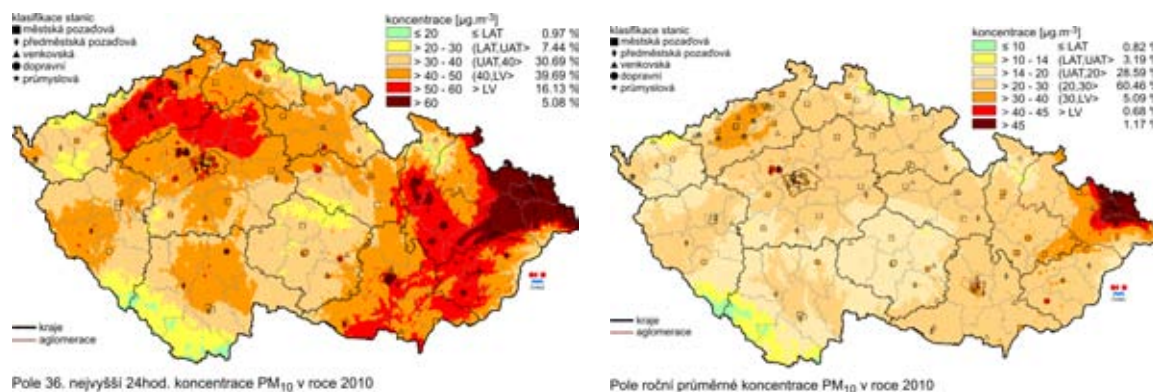 klasifikace stanic
městská pozaďová
předměstská pozaďová
venkovská
dopravní
průmyslová
koncentrace [µg.m-3]
≤ 20 ≤ LAT 0.97 %
> 20 - 30 (LAT,UAT> 7.44 %
> 30 - 40 (UAT,40> 30.69 %
> 40 - 50 (40,LV> 39.69 %
> 50 - 60 > LV 16.13 %
> 60 5.08 %
kraje
aglomerace
Pole 36. nejvyšší 24hod. koncentrace PM10 v roce 2010
klasifikace stanic
městská pozaďová
předměstská pozaďová
venkovská
dopravní
průmyslová
koncentrace [µg.m-3]
≤ 10 ≤ LAT 0.82 %
> 10 - 14 (LAT,UAT> 3.19 %
> 14 - 20 (UAT,20> 28.59 %
> 20 - 30 (20,30> 60.46 %
> 30 - 40 (30,LV> 5.09 %
> 40 - 45 > LV 0.68 %
> 45 1.17 %
kraje
aglomerace
Pole roční průměrné koncentrace PM10 v roce 2010